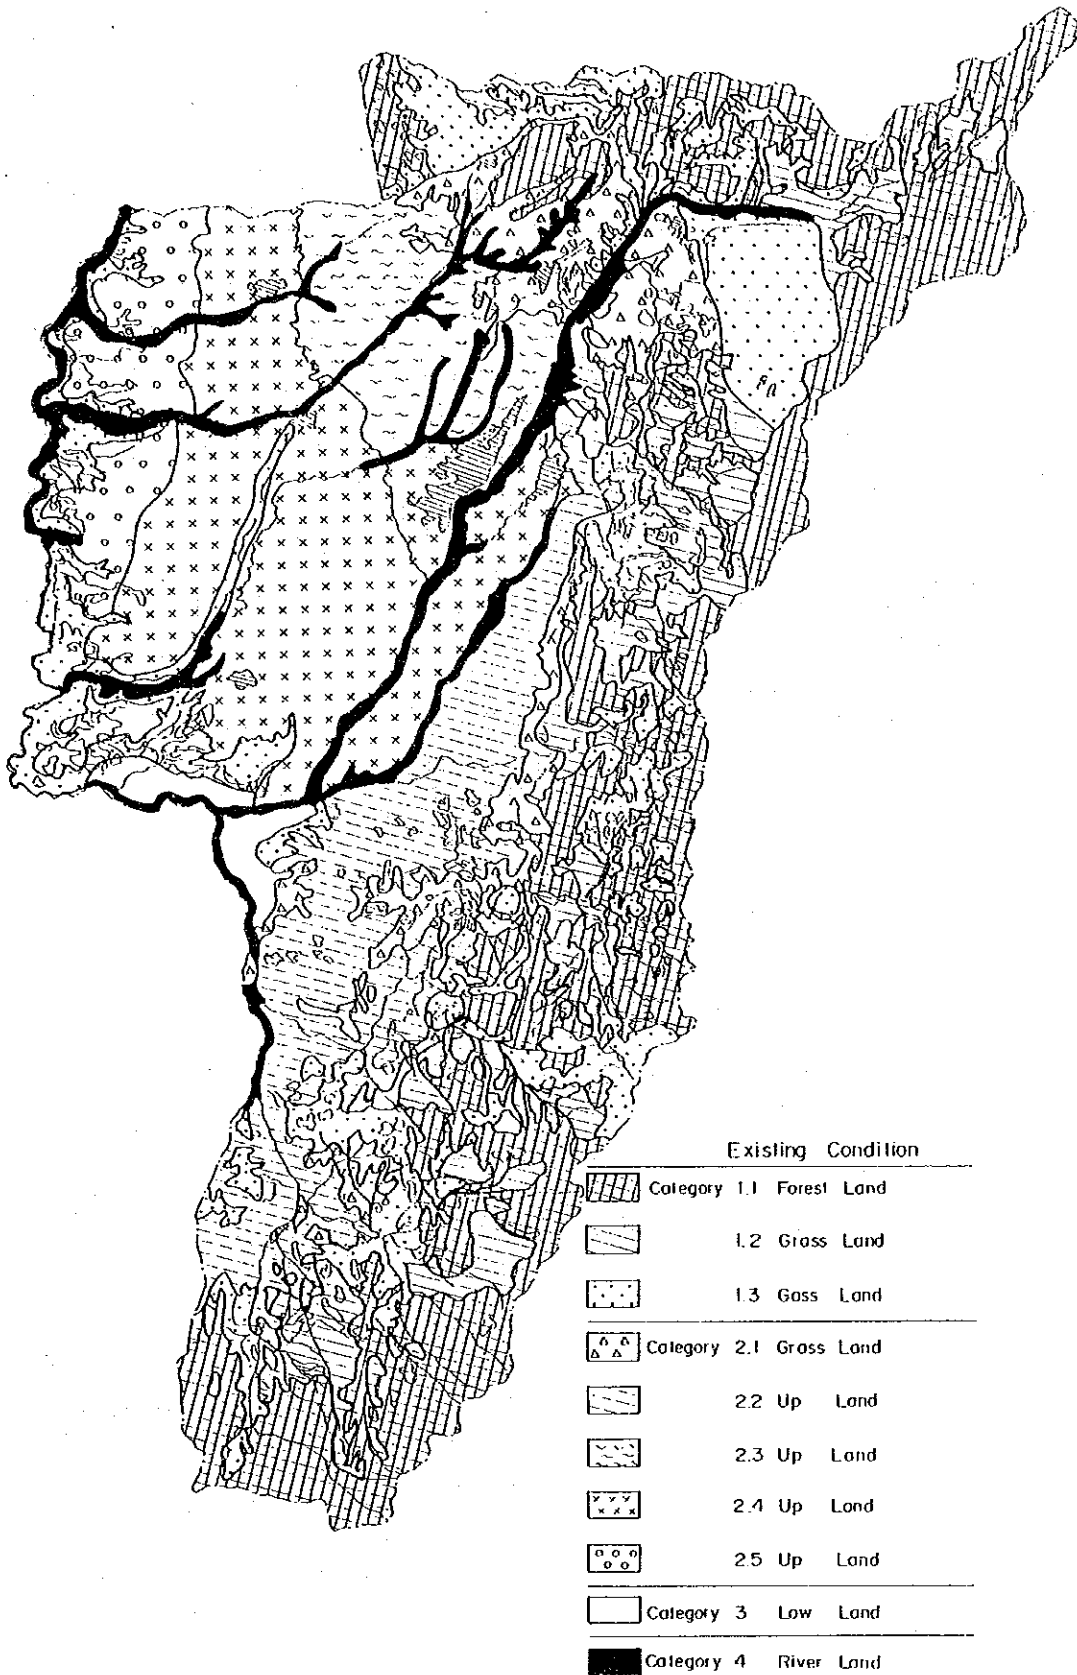 Existing Condition
Category 1.1 Forest Land
1.2 Grass Land
1.3 Gass Land
Category 2.1 Grass Land
2.2 Up Land
2.3 Up Land
2.4 Up Land
2.5 Up Land
Category 3 Low Land
Category 4 River Land